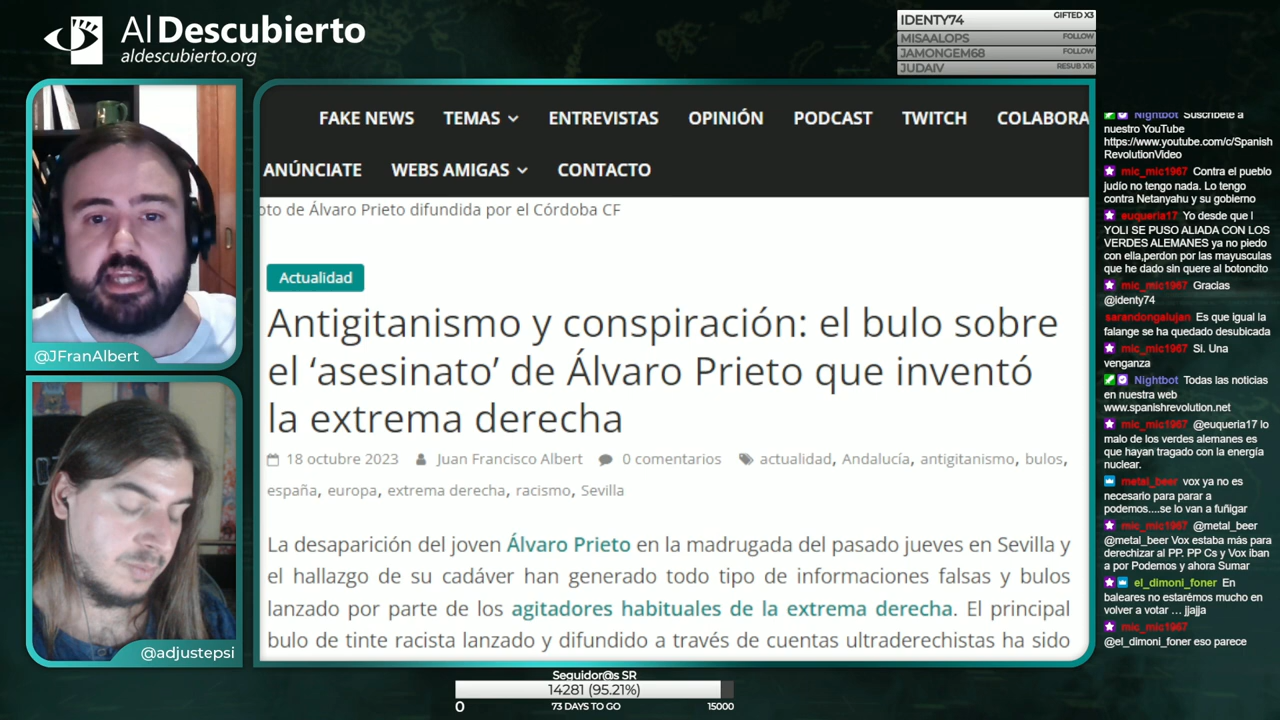 Al Descubierto
aldescubierto.org
IDENTY74 GIFTED X3
MISAALOPS FOLLOW
JAMONGEM68 FOLLOW
JUDAIV RESUB X16
FAKE NEWS TEMAS ENTREVISTAS OPINIÓN PODCAST TWITCH COLABORA
ANÚNCIATE WEBS AMIGAS CONTACTO
oto de Álvaro Prieto difundida por el Córdoba CF
Actualidad
Antigitanismo y conspiración: el bulo sobre
el ‘asesinato’ de Álvaro Prieto que inventó
la extrema derecha
18 octubre 2023 Juan Francisco Albert 0 comentarios actualidad, Andalucía, antigitanismo, bulos,
españa, europa, extrema derecha, racismo, Sevilla
La desaparición del joven Álvaro Prieto en la madrugada del pasado jueves en Sevilla y
el hallazgo de su cadáver han generado todo tipo de informaciones falsas y bulos
lanzado por parte de los agitadores habituales de la extrema derecha. El principal
bulo de tinte racista lanzado y difundido a través de cuentas ultraderechistas ha sido
@JFranAlbert
@adjustepsi
Nightbot Suscríbete a
nuestro YouTube
https://www.youtube.com/c/Spanish
RevolutionVideo
mic_mic1967 Contra el pueblo
judío no tengo nada. Lo tengo
contra Netanyahu y su gobierno
euqueria17 Yo desde que l
YOLI SE PUSO ALIADA CON LOS
VERDES ALEMANES ya no piedo
con ella,perdon por las mayusculas
que he dado sin quere al botoncito
mic_mic1967 Gracias
@identy74
sarandongalujan Es que igual la
falange se ha quedado desubicada
mic_mic1967 Si. Una
venganza
Nightbot Todas las noticias
en nuestra web
www.spanishrevolution.net
mic_mic1967 @euqueria17 lo
malo de los verdes alemanes es
que hayan tragado con la energía
nuclear.
metal_beer vox ya no es
necesario para parar a
podemos....se lo van a fuñigar
mic_mic1967 @metal_beer
@metal_beer Vox estaba más para
derechizar al PP. PP Cs y Vox iban
a por Podemos y ahora Sumar
el_dimoni_foner En
baleares no estarémos mucho en
volver a votar ... jjajja
mic_mic1967
@el_dimoni_foner eso parece
Seguidor@s SR
14281 (95.21%)
0 73 DAYS TO GO 15000